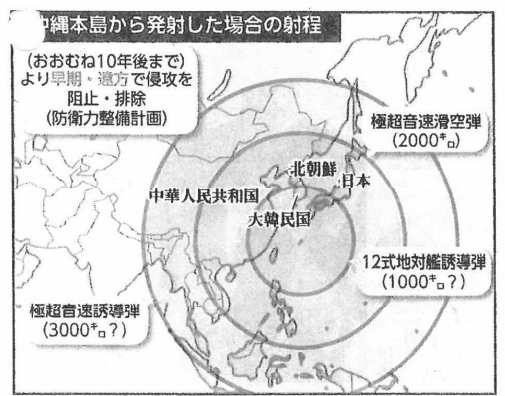 沖縄本島から発射した場合の射程
(おおむね10年後まで)
より早期・遠方で侵攻を
阻止・排除
(防衛力整備計画)
極超音速滑空弾
(2000㌔)
北朝鮮
日本
中華人民共和国
大韓民国
12式地対艦誘導弾
(1000㌔?)
極超音速誘導弾
(3000㌔?)